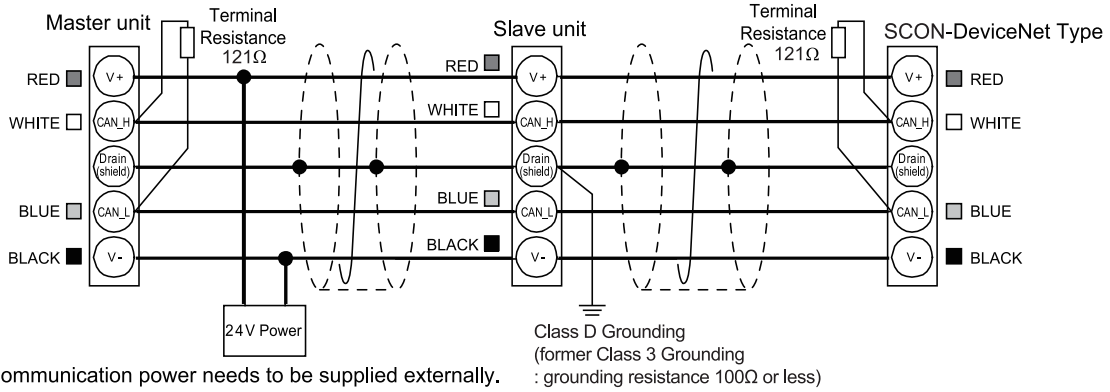 Master unit
Terminal
Resistance
121Ω
Slave unit
Terminal
Resistance
121Ω
SCON-DeviceNet Type
RED
V+
RED
V+
V+
RED
WHITE
CAN_H
WHITE
CAN_H
CAN_H
WHITE
Drain
(shield)
Drain
(shield)
Drain
(shield)
BLUE
CAN_L
BLUE
CAN_L
CAN_L
BLUE
BLACK
V-
BLACK
V-
V-
BLACK
24V Power
Class D Grounding
(former Class 3 Grounding
: grounding resistance 100Ω or less)
ommunication power needs to be supplied externally.